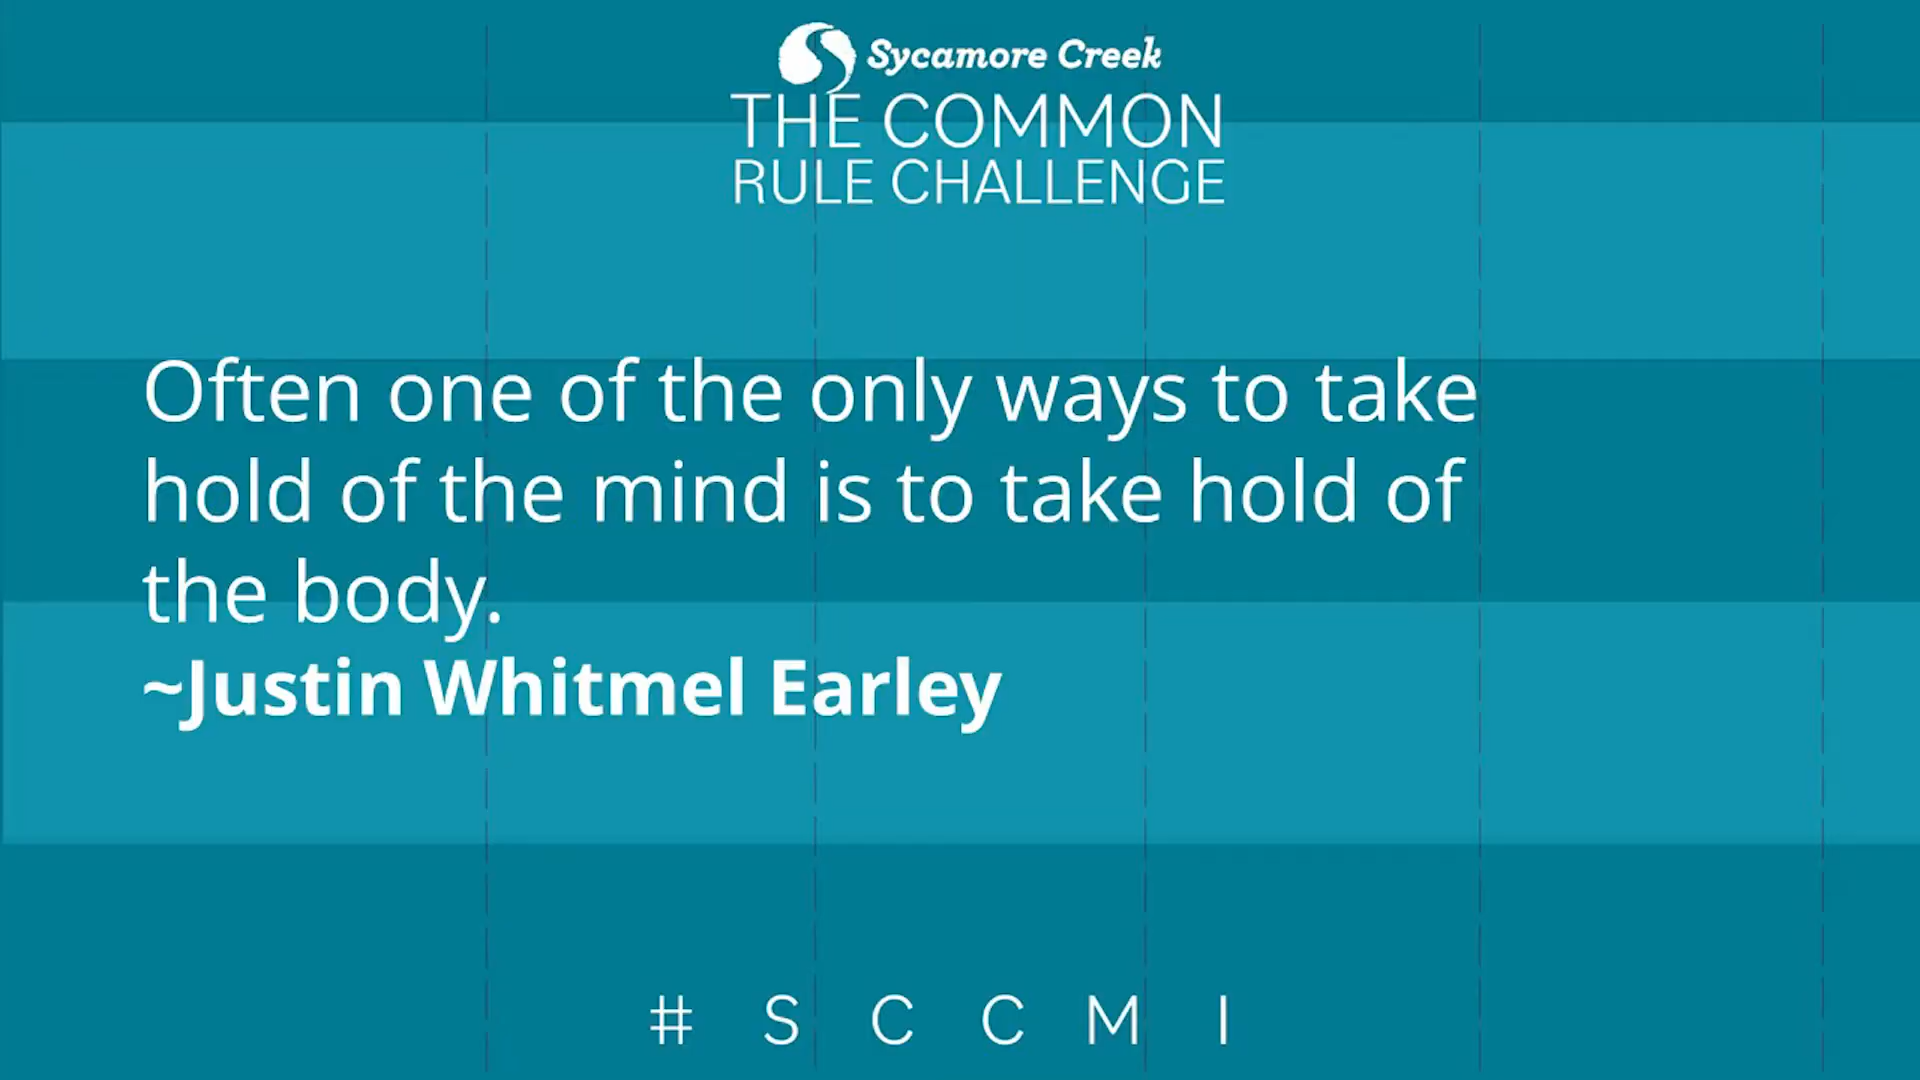 Sycamore Creek
THE COMMON
RULE CHALLENGE
Often one of the only ways to take
hold of the mind is to take hold of
the body.
~Justin Whitmel Earley
# S C C M I